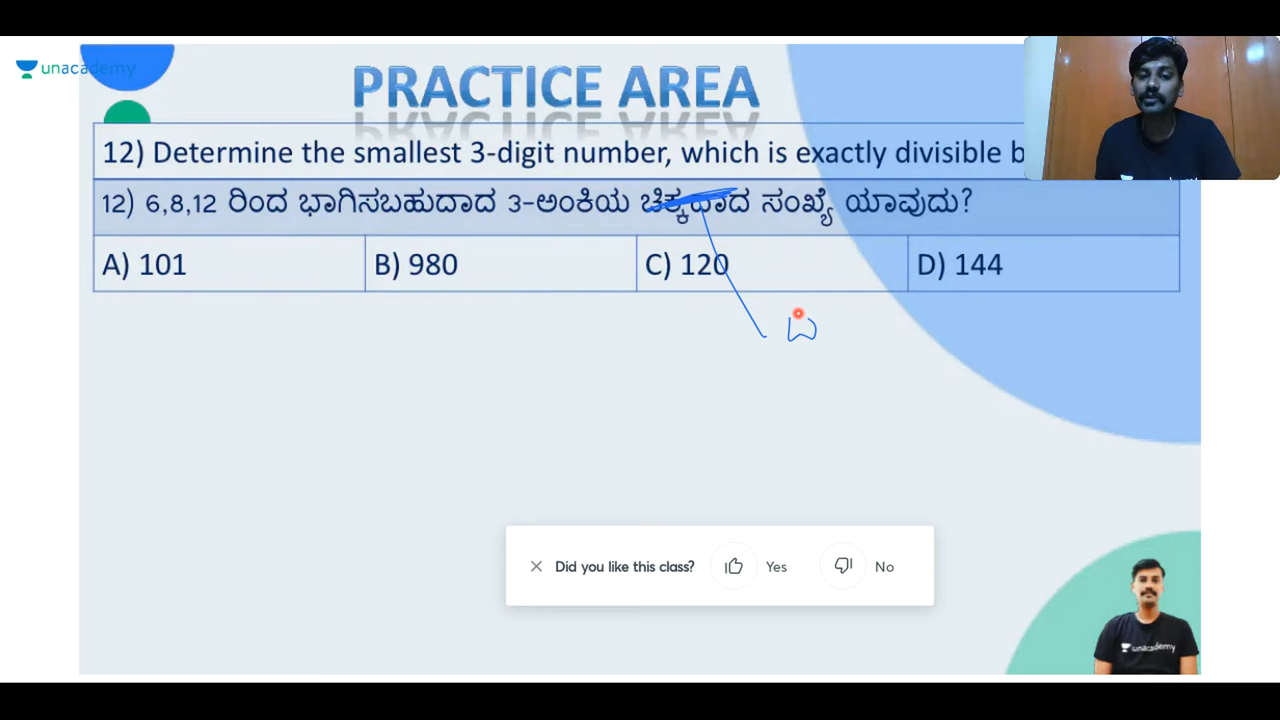 unacademy
PRACTICE AREA
12) Determine the smallest 3-digit number, which is exactly divisible b
12) 6,8,12 ರಿಂದ ಭಾಗಿಸಬಹುದಾದ 3-ಅಂಕಿಯ ಚಿಕ್ಕದಾದ ಸಂಖ್ಯೆ ಯಾವುದು?
A) 101 B) 980 C) 120 D) 144
Did you like this class? Yes No
unacademy